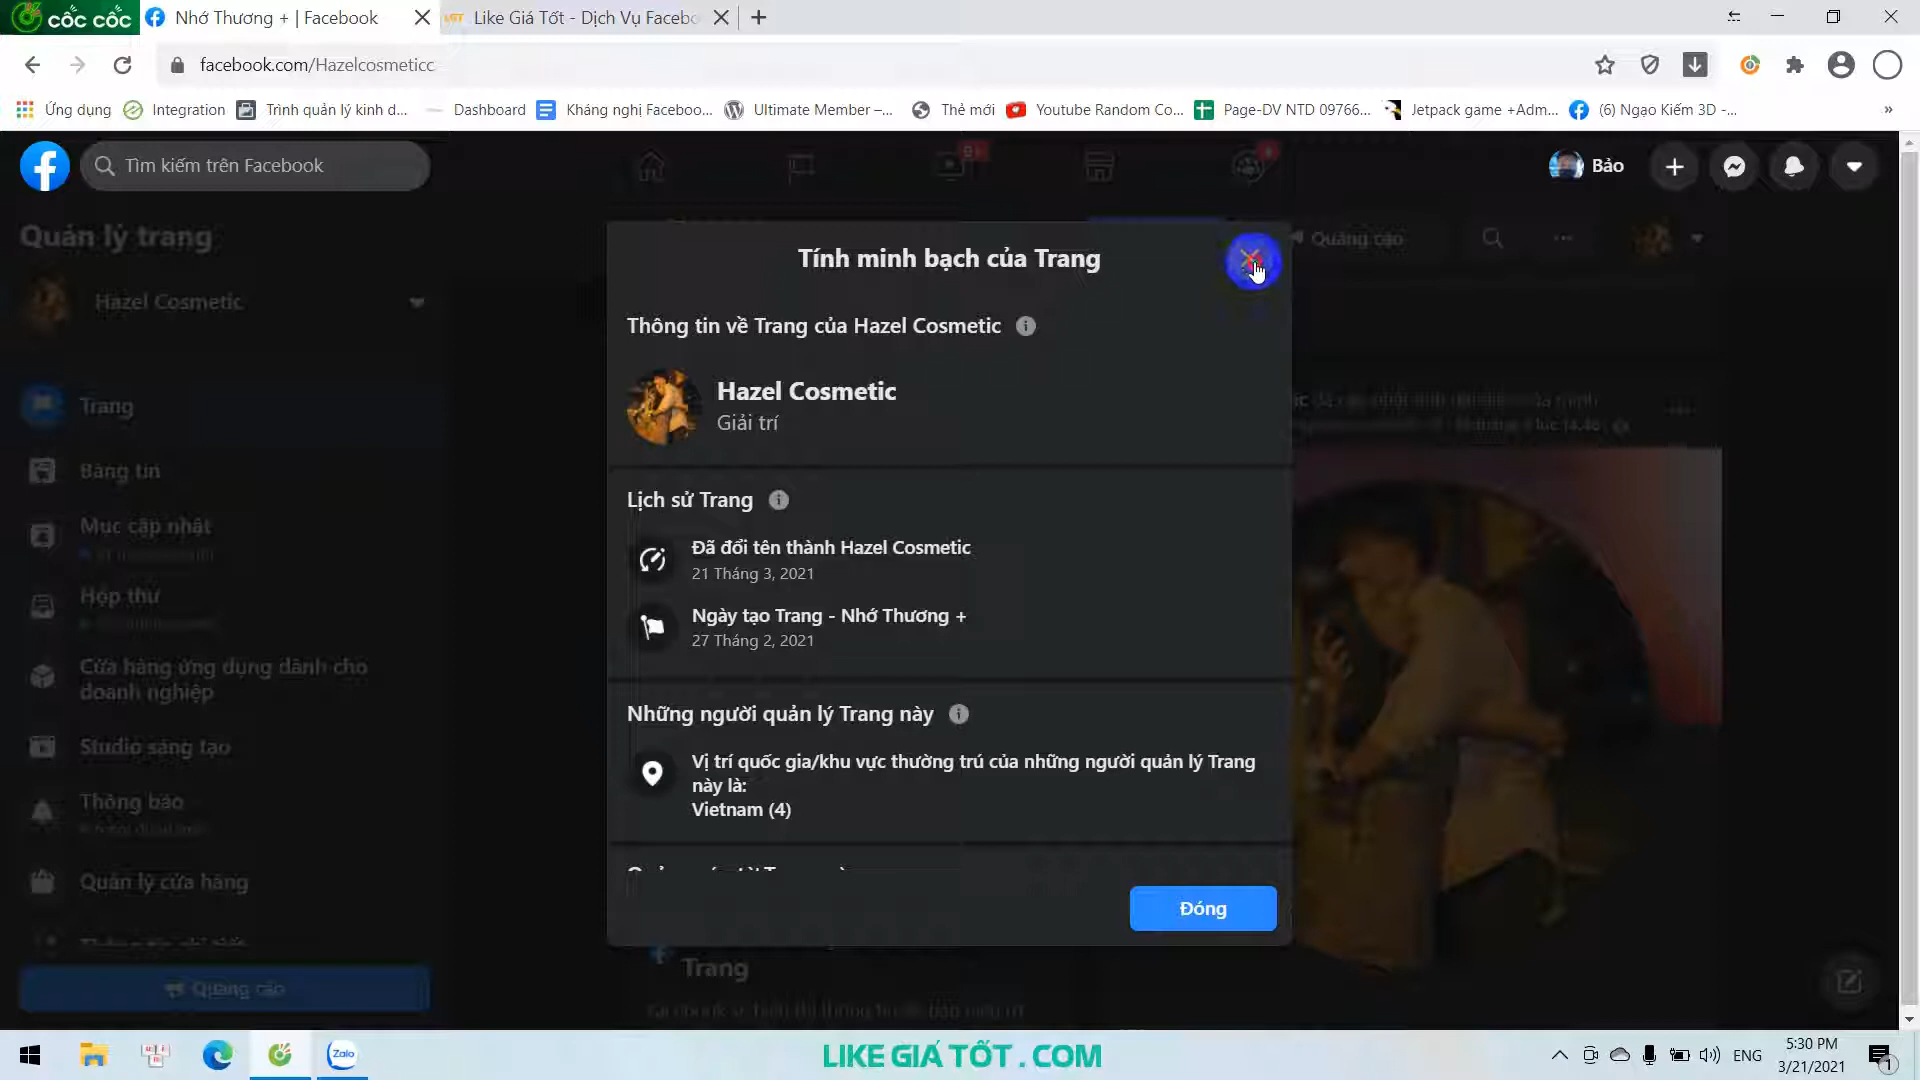 cốc cốc
Nhớ Thương + | Facebook
LGT
Like Giá Tốt - Dịch Vụ Facebo
facebook.com/Hazelcosmeticc
Ứng dụng
Integration
Trình quản lý kinh d...
Dashboard
Kháng nghị Faceboo...
Ultimate Member –...
Thẻ mới
Youtube Random Co...
Page-DV NTD 09766...
Jetpack game +Adm...
(6) Ngạo Kiếm 3D -...
»
Tìm kiếm trên Facebook
9+
Bảo
Quản lý trang
Hazel Cosmetic
Trang
Bảng tin
Mục cập nhật
Hộp thư
Cửa hàng ứng dụng dành cho
doanh nghiệp
Studio sáng tạo
Thông báo
Quản lý cửa hàng
Quảng cáo
Quảng cáo
Tính minh bạch của Trang
Thông tin về Trang của Hazel Cosmetic
Hazel Cosmetic
Giải trí
Lịch sử Trang
Đã đổi tên thành Hazel Cosmetic
21 Tháng 3, 2021
Ngày tạo Trang - Nhớ Thương +
27 Tháng 2, 2021
Những người quản lý Trang này
Vị trí quốc gia/khu vực thường trú của những người quản lý Trang
này là:
Vietnam (4)
Đóng
Trang
Zalo
LIKE GIÁ TỐT . COM
ENG
5:30 PM
3/21/2021
1